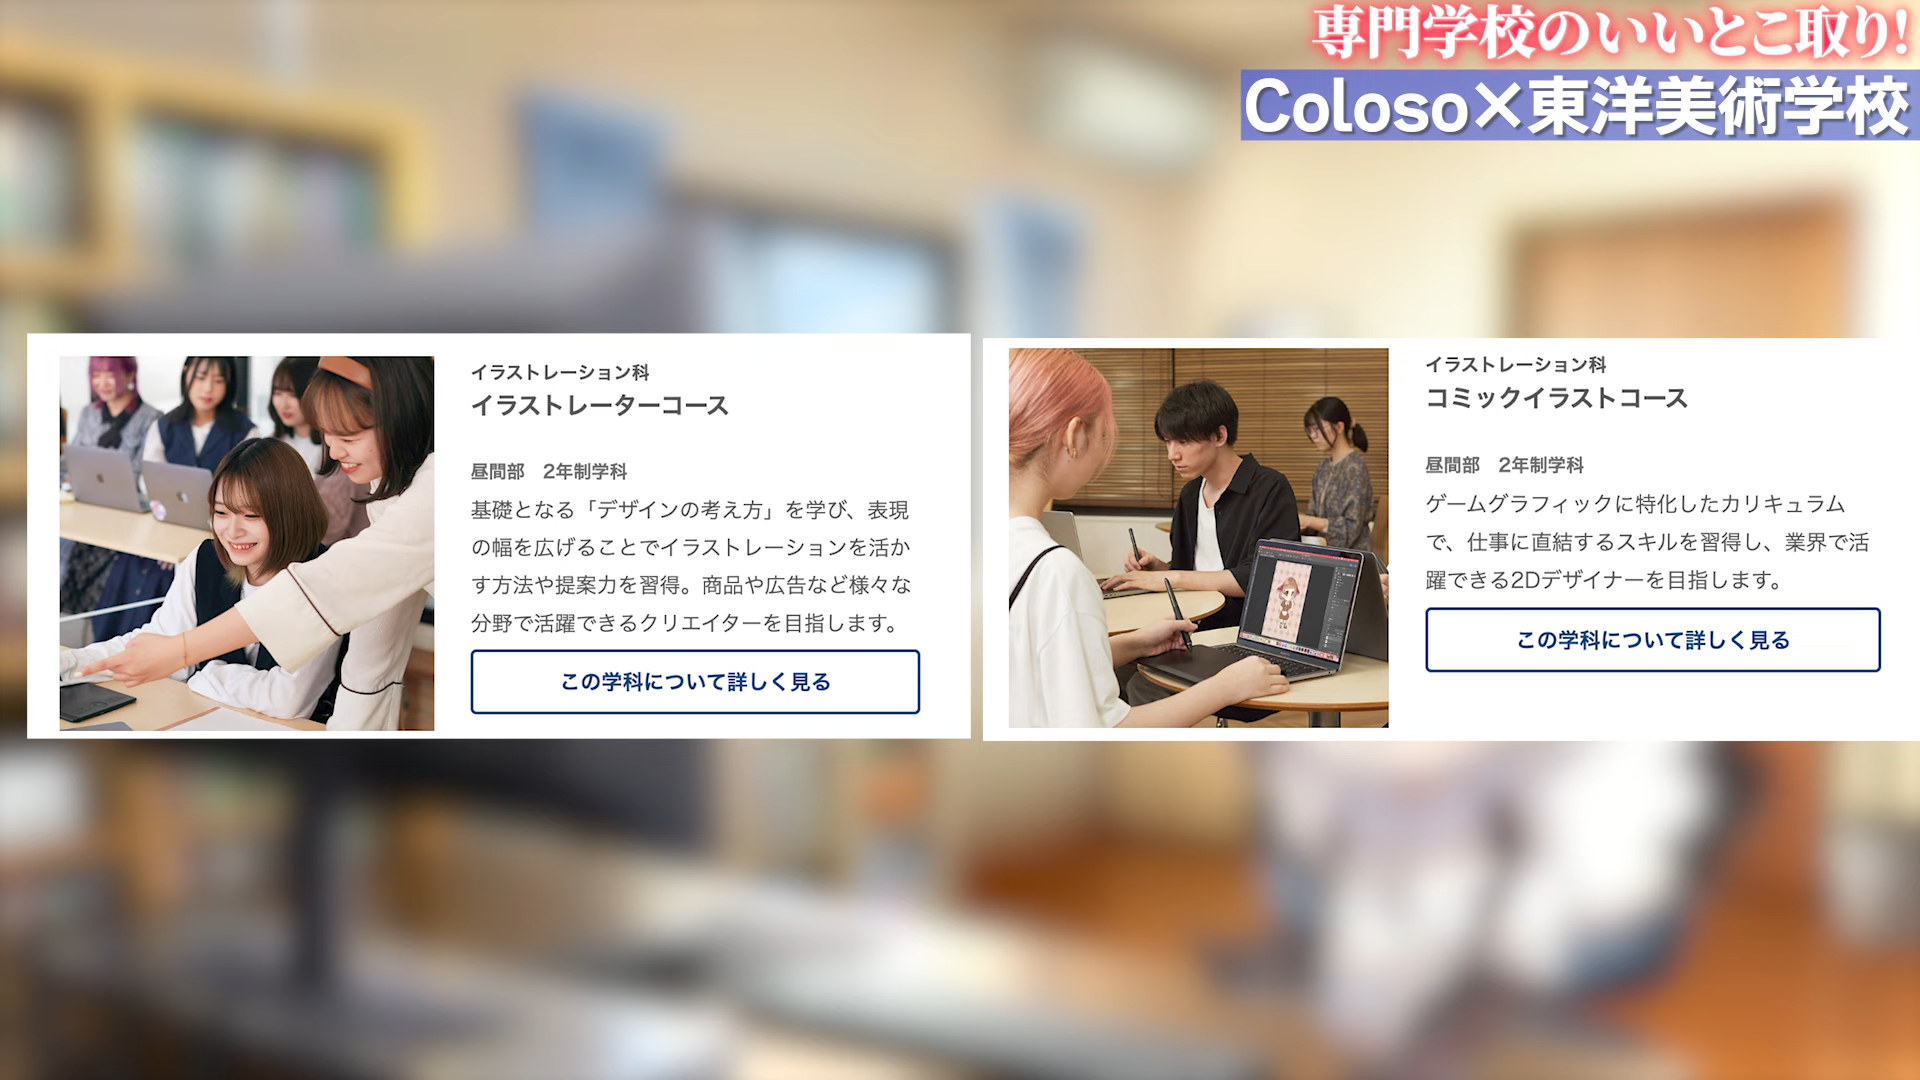 専門学校のいいとこ取り!
Coloso×東洋美術学校
イラストレーション科
イラストレーターコース
昼間部 2年制学科
基礎となる「デザインの考え方」を学び、表現
の幅を広げることでイラストレーションを活か
す方法や提案力を習得。商品や広告など様々な
分野で活躍できるクリエイターを目指します。
この学科について詳しく見る
イラストレーション科
コミックイラストコース
昼間部 2年制学科
ゲームグラフィックに特化したカリキュラム
で、仕事に直結するスキルを習得し、業界で活
躍できる2Dデザイナーを目指します。
この学科について詳しく見る